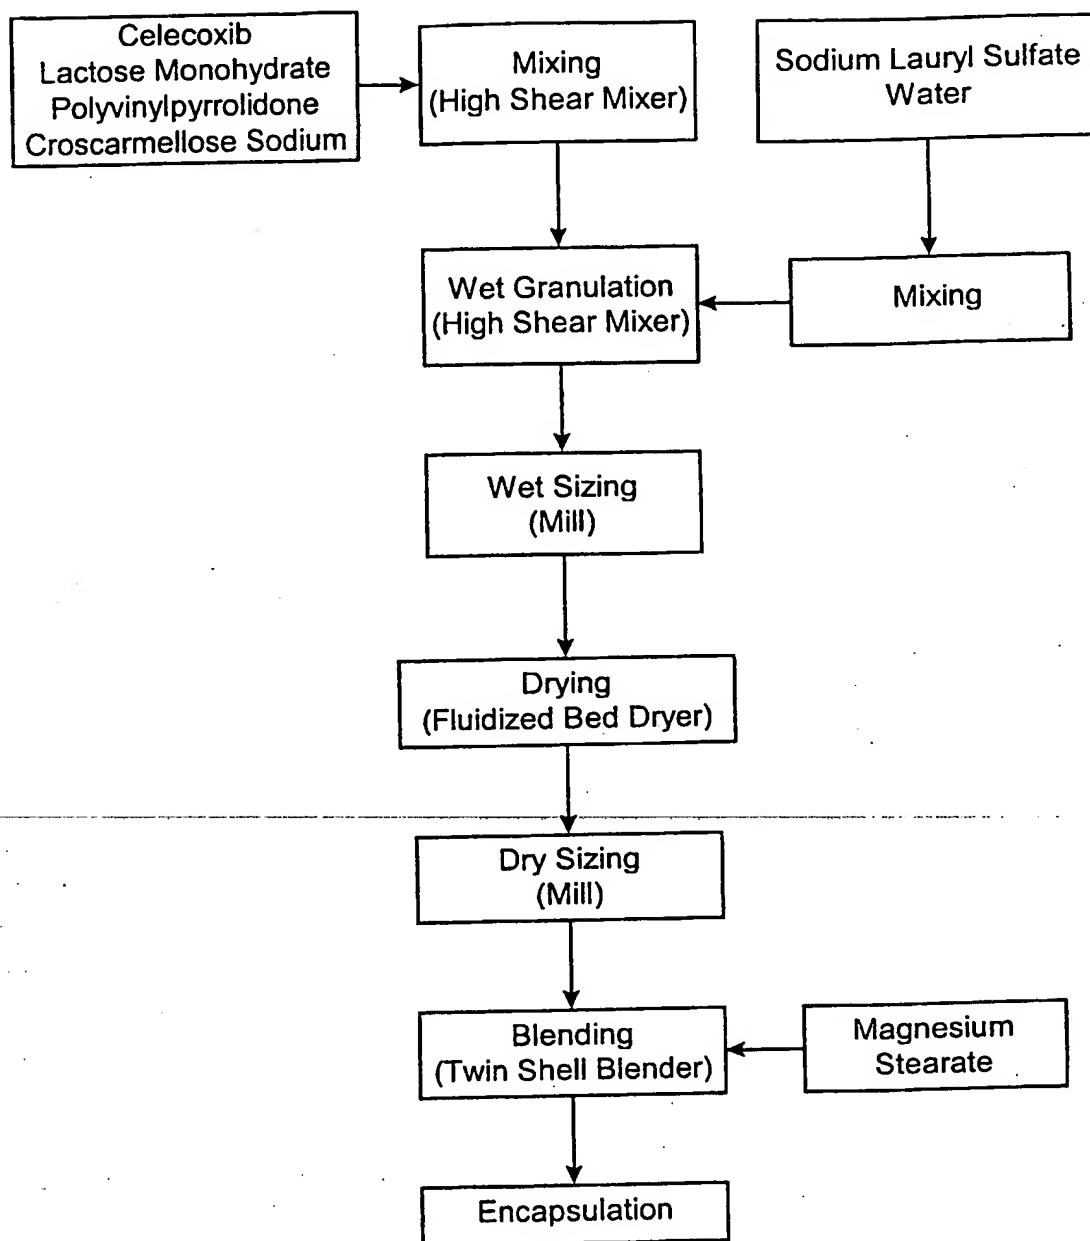 Celecoxib
Lactose Monohydrate
Polyvinylpyrrolidone
Croscarmellose Sodium
Mixing
(High Shear Mixer)
Sodium Lauryl Sulfate
Water
Wet Granulation
(High Shear Mixer)
Mixing
Wet Sizing
(Mill)
Drying
(Fluidized Bed Dryer)
Dry Sizing
(Mill)
Blending
(Twin Shell Blender)
Magnesium
Stearate
Encapsulation